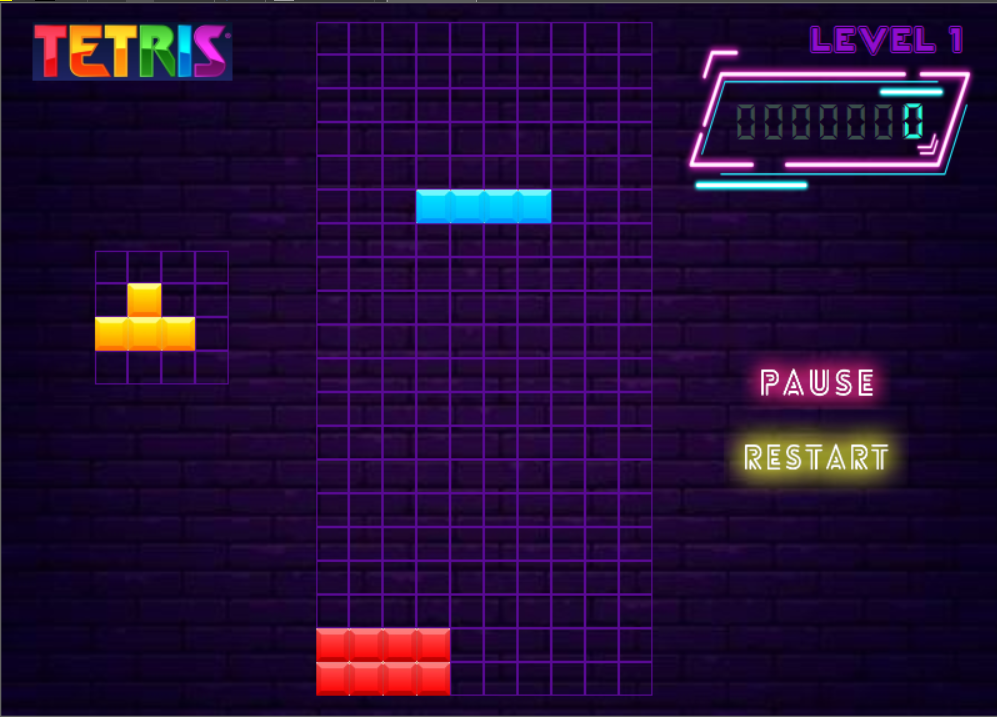 TETRIS
LEVEL 1
0000000
PAUSE
RESTART